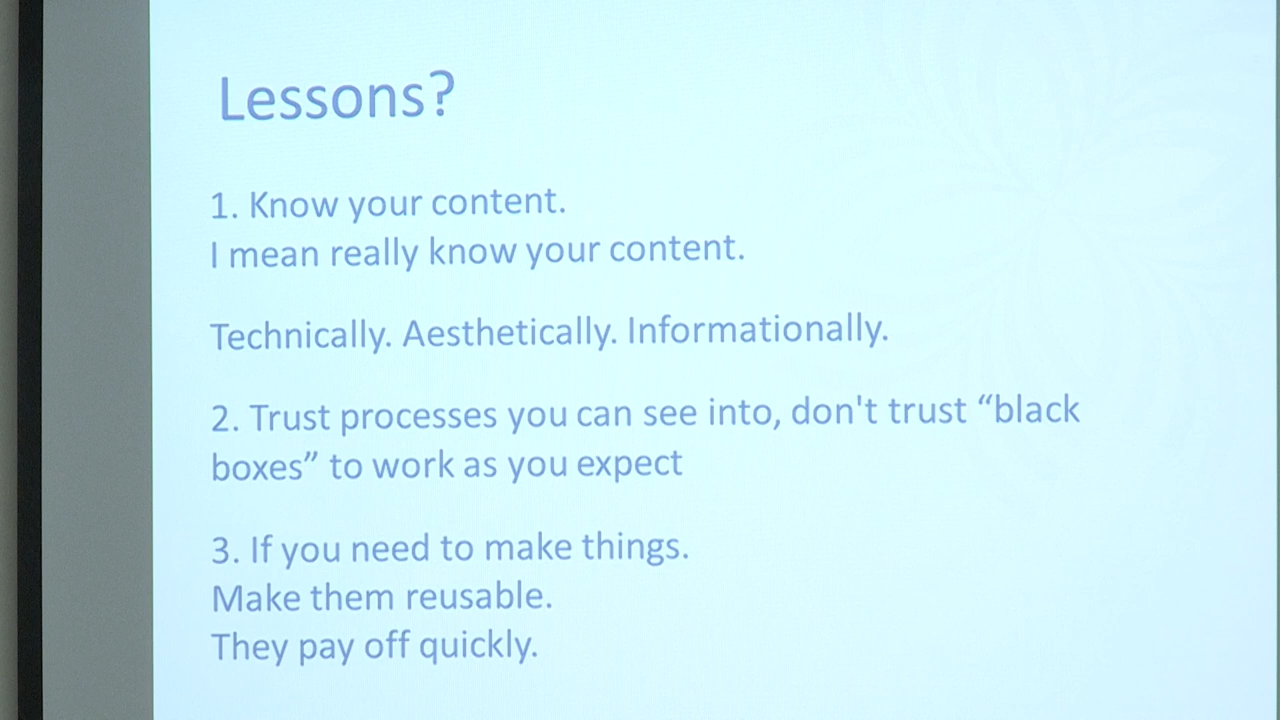 Lessons?
1. Know your content.
I mean really know your content.
Technically. Aesthetically. Informationally.
2. Trust processes you can see into, don't trust “black
boxes” to work as you expect
3. If you need to make things.
Make them reusable.
They pay off quickly.